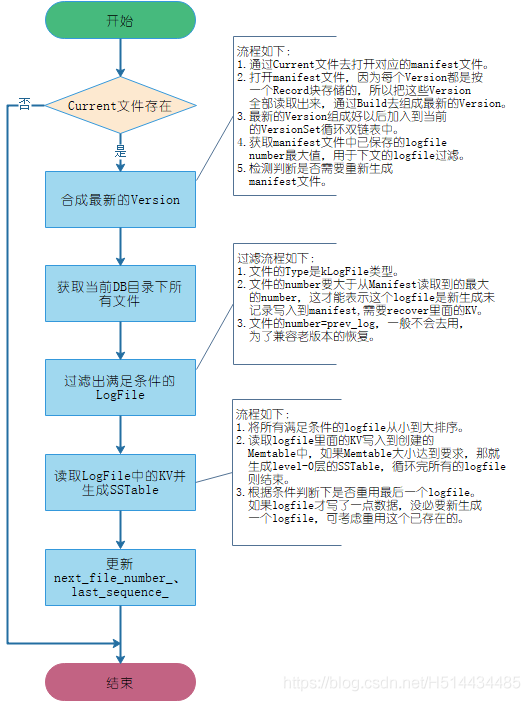 开始
Current文件存在
否
是
流程如下:
1.通过Current文件去打开对应的manifest文件。
2.打开manifest文件，因为每个Version都是按
一个Record块存储的，所以把这些Version
全部读取出来，通过Build去组成最新的Version。
3.最新的Version组成好以后加入到当前
的VersionSet循环双链表中。
4.获取manifest文件中已保存的logfile
number最大值，用于下文的logfile过滤。
5.检测判断是否需要重新生成
manifest文件。
合成最新的Version
获取当前DB目录下所
有文件
过滤流程如下:
1.文件的Type是kLogFile类型。
2.文件的number要大于从Manifest读取到的最大
的number，这才能表示这个logfile是新生成未
记录写入到manifest,需要recover里面的KV。
3.文件的number=prev_log，一般不会去用，
为了兼容老版本的恢复。
过滤出满足条件的
LogFile
流程如下:
1.将所有满足条件的logfile从小到大排序。
2.读取logfile里面的KV写入到创建的
Memtable中，如果Memtable大小达到要求，那就
生成level-0层的SSTable，循环完所有的logfile
则结束。
3.根据条件判断下是否重用最后一个logfile。
如果logfile才写了一点数据，没必要新生成
一个logfile，可考虑重用这个已存在的。
读取LogFile中的KV并
生成SSTable
更新
next_file_number_、
last_sequence_
结束
https://blog.csdn.net/H514434485